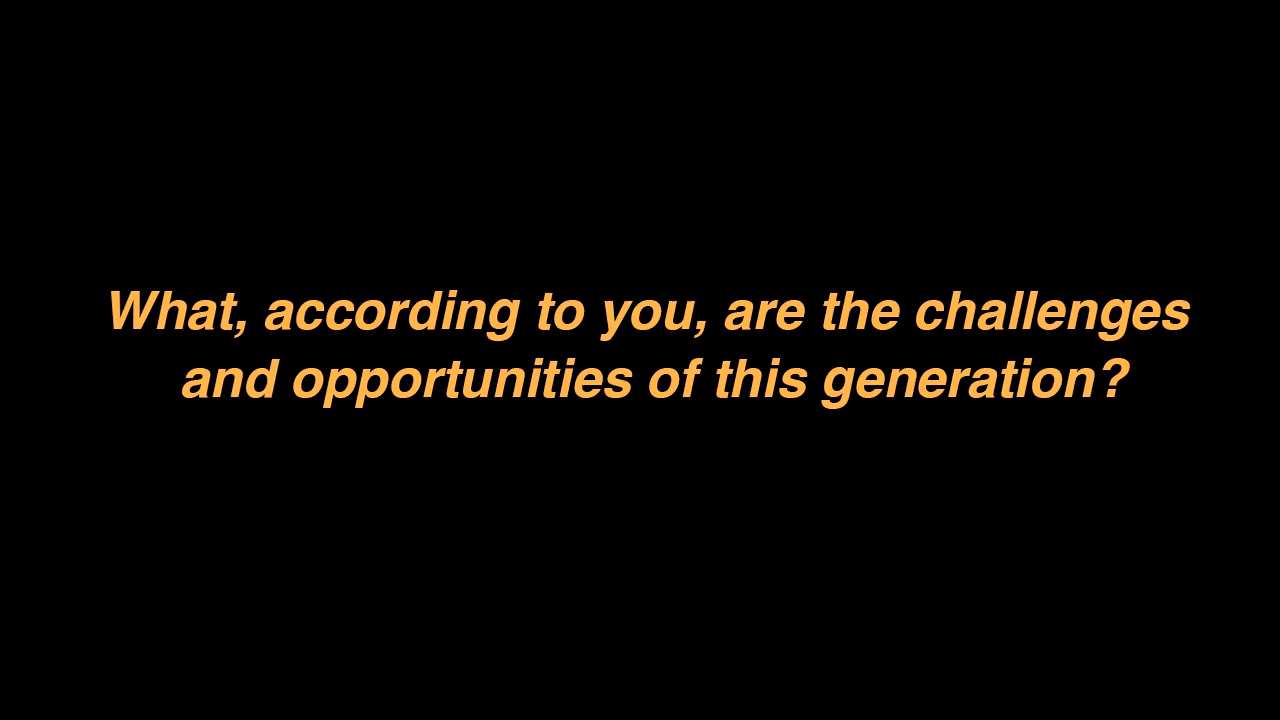 What, according to you, are the challenges
and opportunities of this generation?